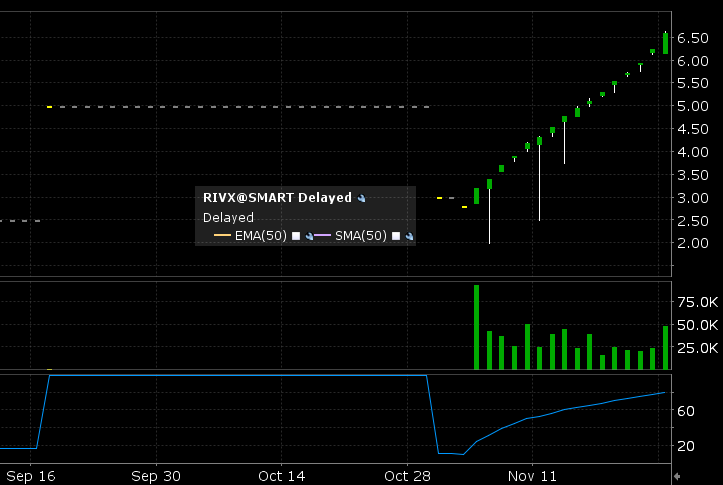 6.50
6.00
5.50
5.00
4.50
4.00
3.50
3.00
2.50
2.00
RIVX@SMART Delayed
Delayed
EMA(50) SMA(50)
75.0K
50.0K
25.0K
60
20
Sep 16 Sep 30 Oct 14 Oct 28 Nov 11